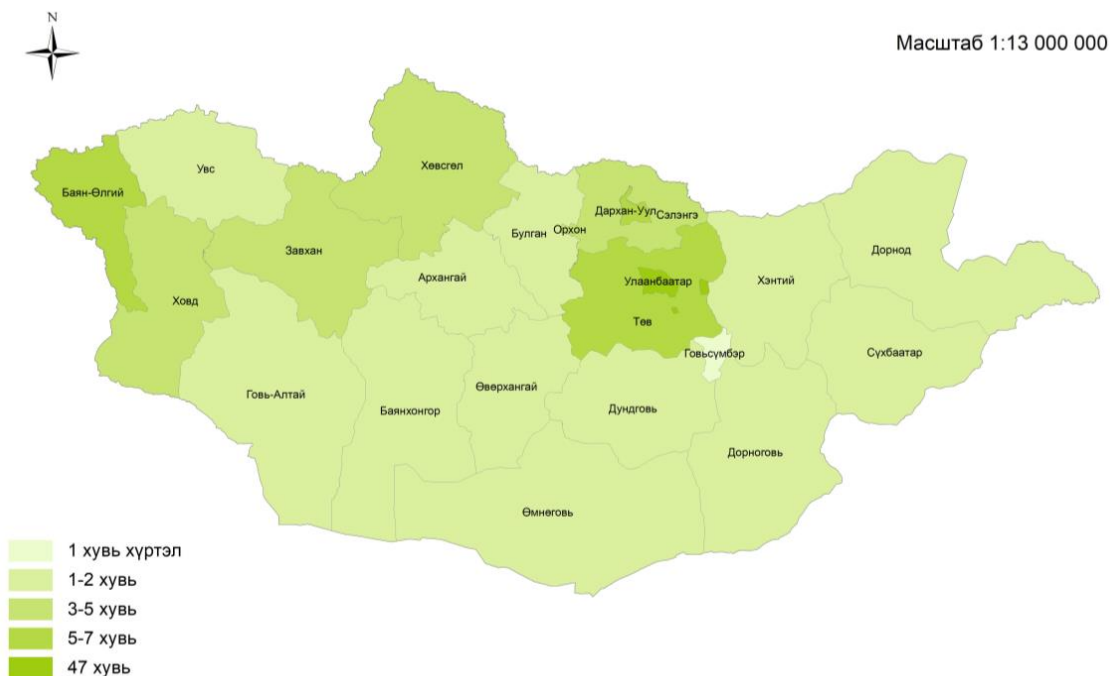 N
Масштаб 1:13 000 000
Хөвсгөл
Увс
Баян-Өлгий
Дархан-Уул
Сэлэнгэ
Булган
Орхон
Завхан
Дорнод
Архангай
Улаанбаатар
Хэнтий
Ховд
Төв
Говьсүмбэр
Сүхбаатар
Өвөрхангай
Говь-Алтай
Баянхонгор
Дундговь
Дорноговь
Өмнөговь
1 хувь хүртэл
1-2 хувь
3-5 хувь
5-7 хувь
47 хувь